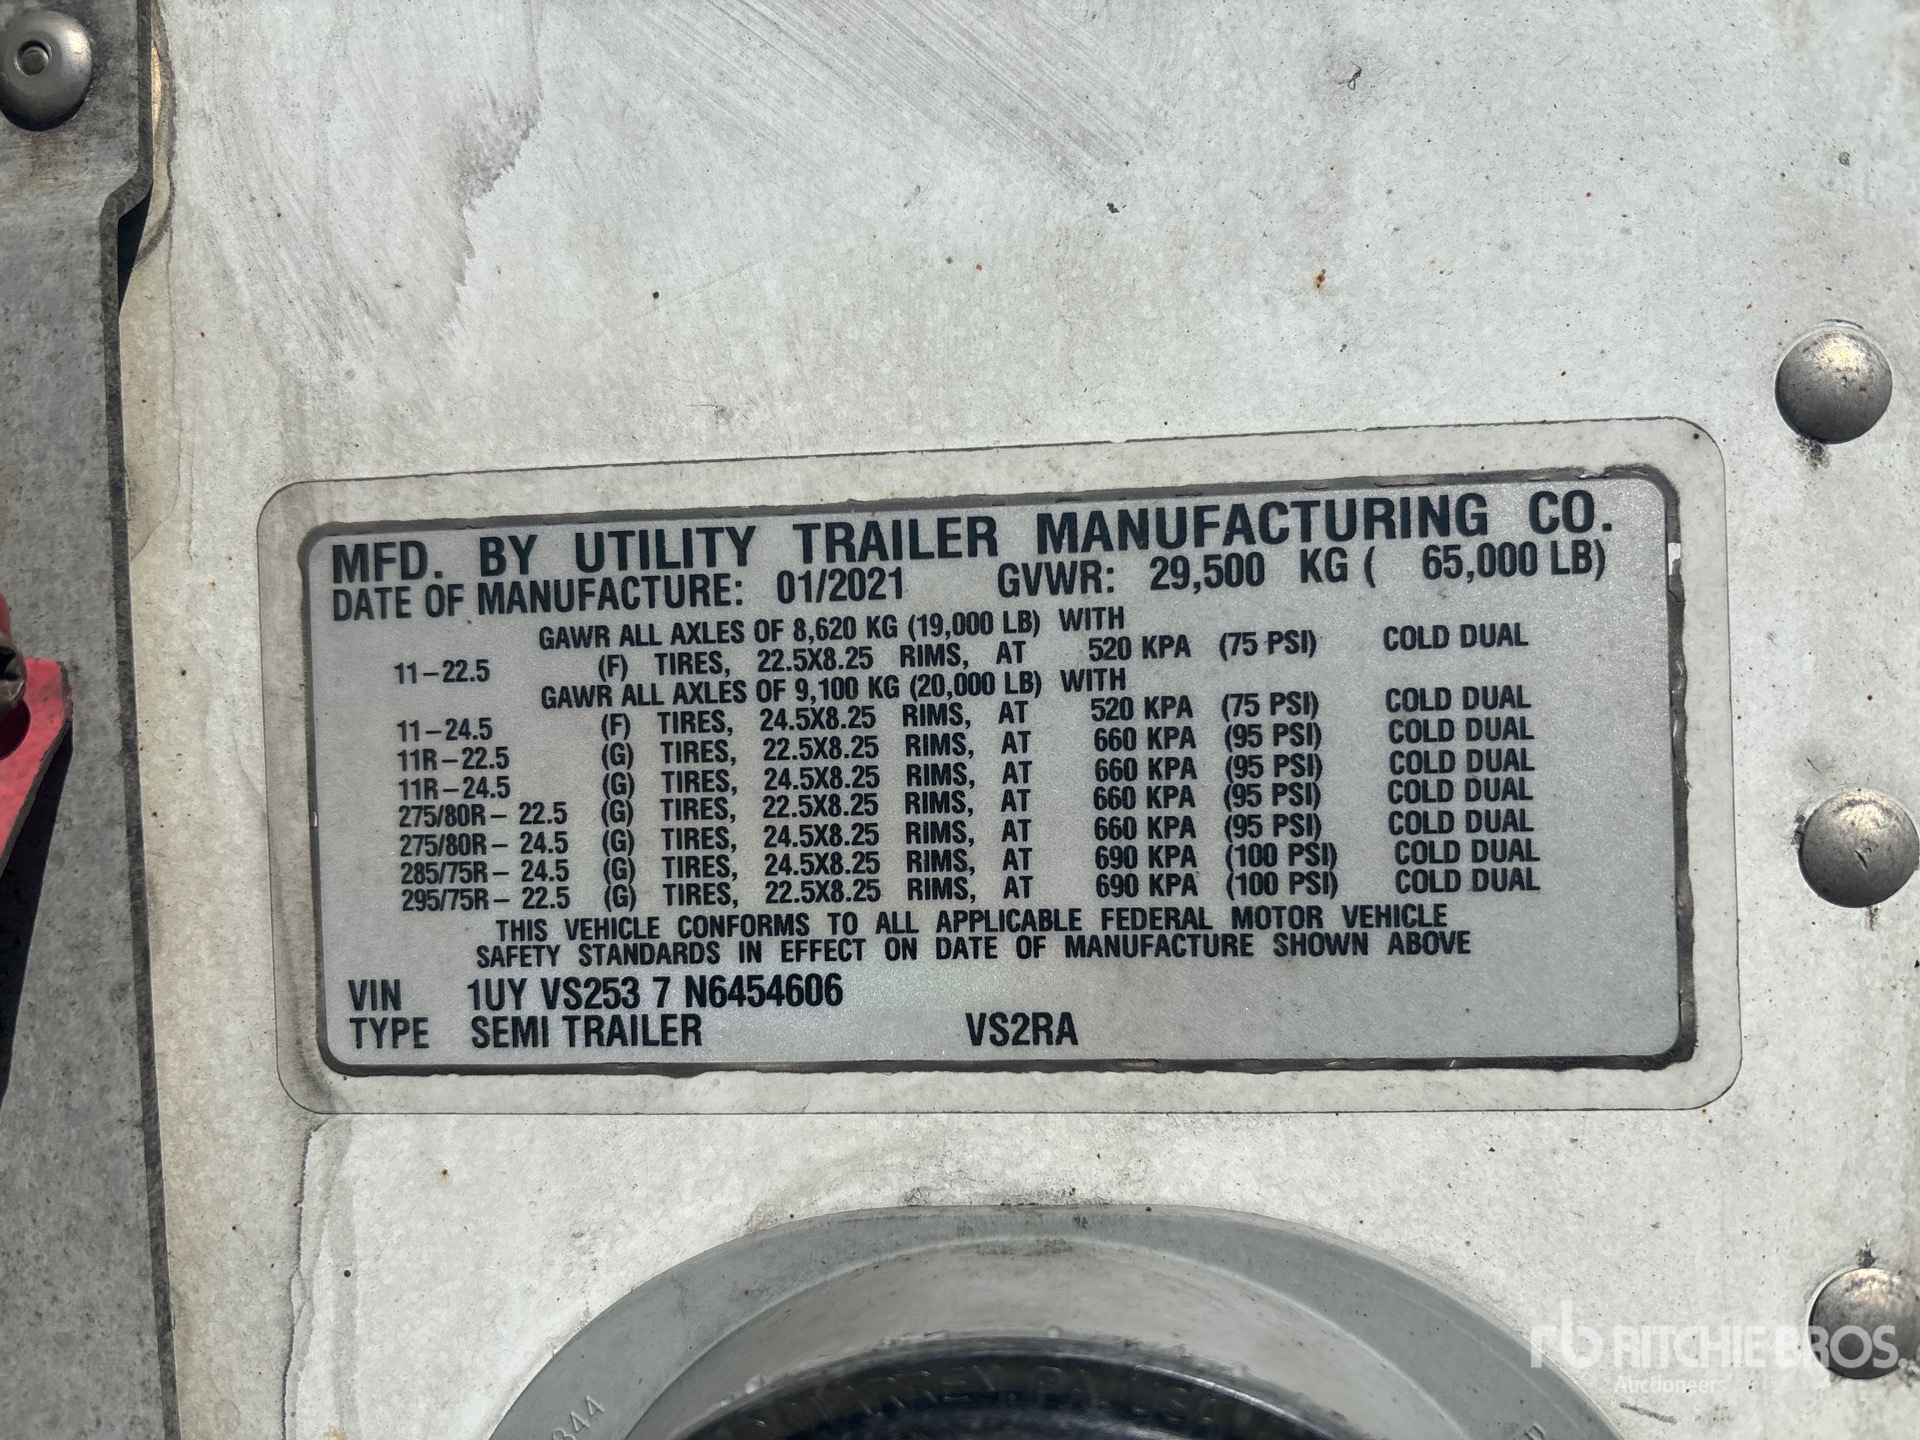 MFD. BY UTILITY TRAILER MANUFACTURING CO.
DATE OF MANUFACTURE: 01/2021 GVWR: 29,500 KG ( 65,000 LB)
GAWR ALL AXLES OF 8,620 KG (19,000 LB) WITH
11-22.5 (F) TIRES, 22.5X8.25 RIMS, AT 520 KPA (75 PSI) COLD DUAL
GAWR ALL AXLES OF 9,100 KG (20,000 LB) WITH
11-24.5 (F) TIRES, 24.5X8.25 RIMS, AT 520 KPA (75 PSI) COLD DUAL
11R-22.5 (G) TIRES, 22.5X8.25 RIMS, AT 660 KPA (95 PSI) COLD DUAL
11R-24.5 (G) TIRES, 24.5X8.25 RIMS, AT 660 KPA (95 PSI) COLD DUAL
275/80R- 22.5 (G) TIRES, 22.5X8.25 RIMS, AT 660 KPA (95 PSI) COLD DUAL
275/80R- 24.5 (G) TIRES, 24.5X8.25 RIMS, AT 660 KPA (95 PSI) COLD DUAL
285/75R- 24.5 (G) TIRES, 24.5X8.25 RIMS, AT 690 KPA (100 PSI) COLD DUAL
295/75R- 22.5 (G) TIRES, 22.5X8.25 RIMS, AT 690 KPA (100 PSI) COLD DUAL
THIS VEHICLE CONFORMS TO ALL APPLICABLE FEDERAL MOTOR VEHICLE
SAFETY STANDARDS IN EFFECT ON DATE OF MANUFACTURE SHOWN ABOVE
VIN 1UY VS253 7 N6454606
TYPE SEMI TRAILER VS2RA
rb RITCHIE BROS.
Auctioneers
WARREN, PA, USA